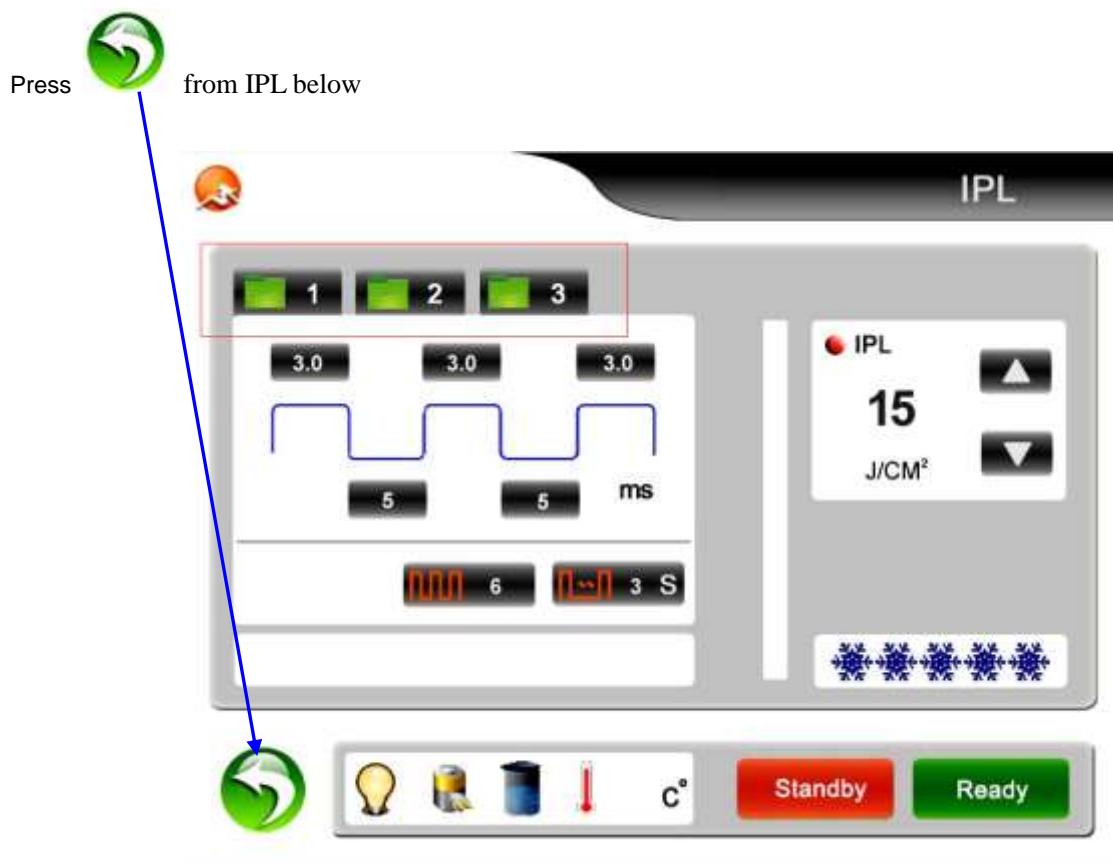 Press from IPL below
IPL
1 2 3
3.0 3.0 3.0
IPL
15
J/CM²
5 5 ms
6 3 S
C°
Standby Ready